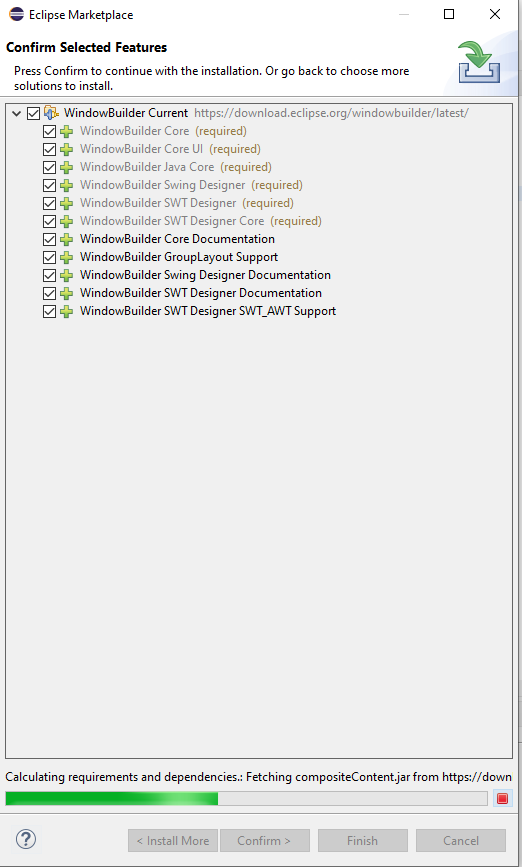 Eclipse Marketplace
Confirm Selected Features
Press Confirm to continue with the installation. Or go back to choose more
solutions to install.
WindowBuilder Current https://download.eclipse.org/windowbuilder/latest/
WindowBuilder Core (required)
WindowBuilder Core UI (required)
WindowBuilder Java Core (required)
WindowBuilder Swing Designer (required)
WindowBuilder SWT Designer (required)
WindowBuilder SWT Designer Core (required)
WindowBuilder Core Documentation
WindowBuilder GroupLayout Support
WindowBuilder Swing Designer Documentation
WindowBuilder SWT Designer Documentation
WindowBuilder SWT Designer SWT_AWT Support
Calculating requirements and dependencies.: Fetching compositeContent.jar from https://downl
? < Install More Confirm > Finish Cancel